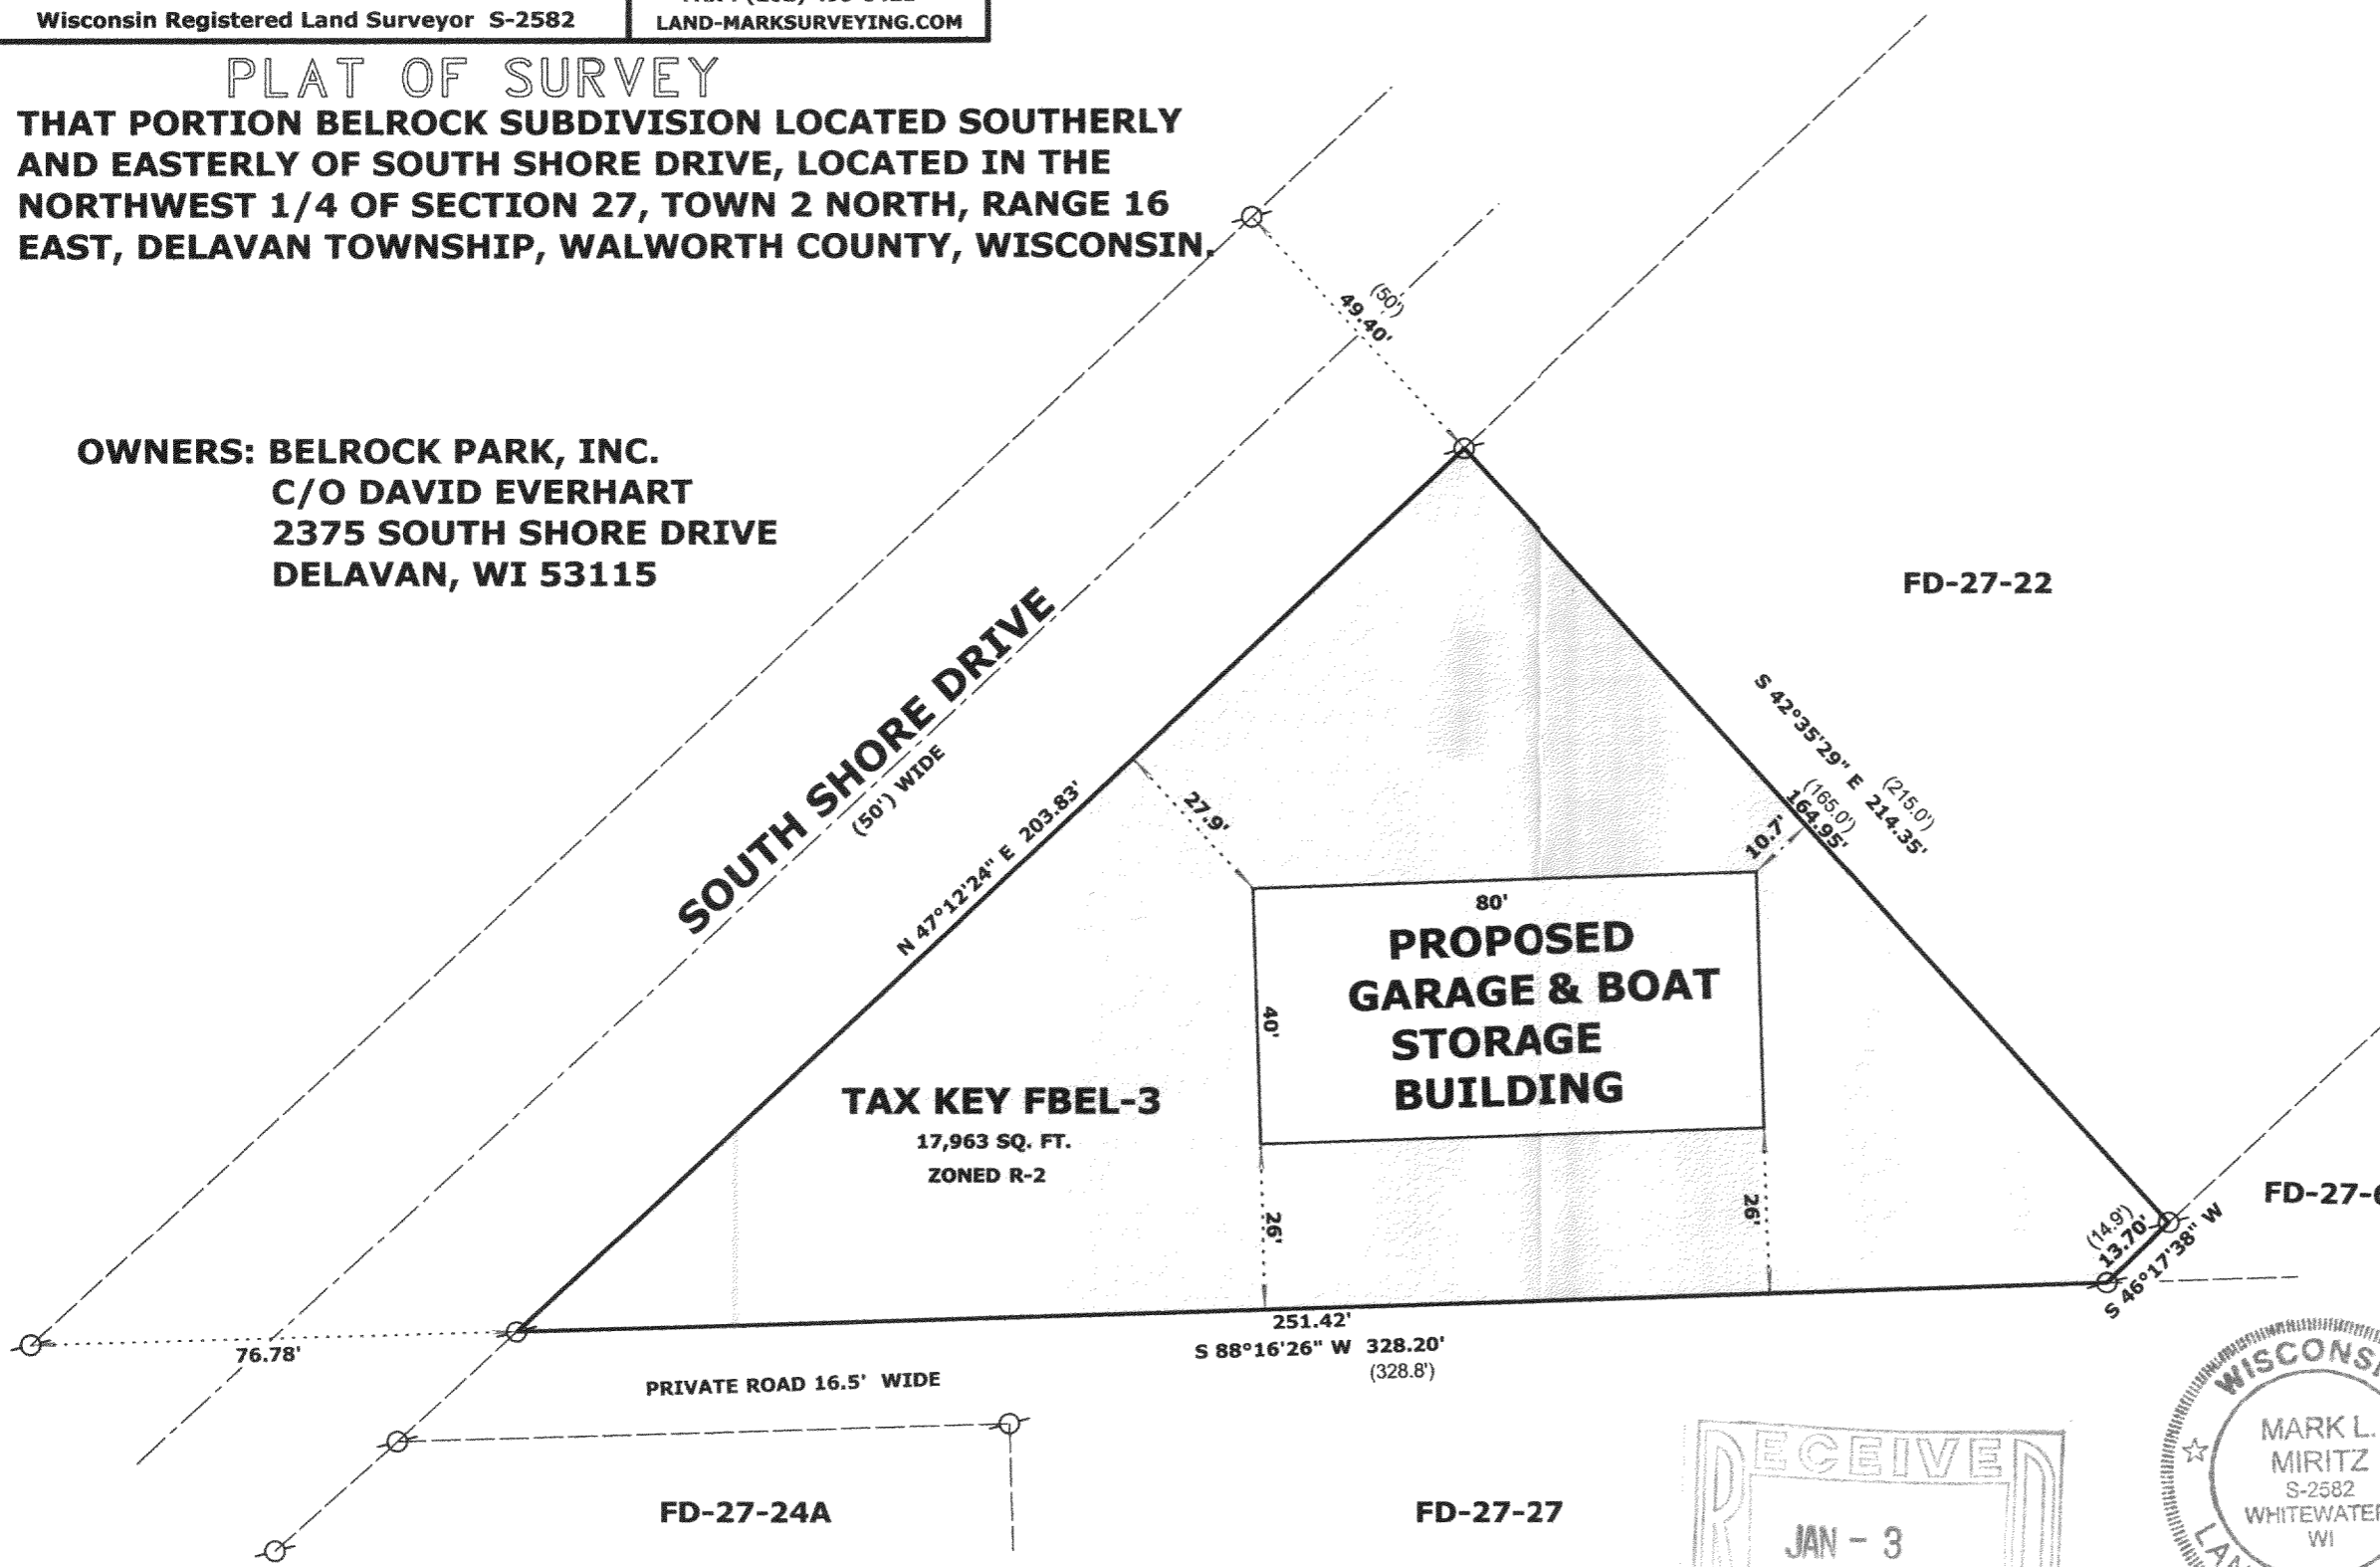 Wisconsin Registered Land Surveyor S-2582
LAND-MARKSURVEYING.COM
PLAT OF SURVEY
THAT PORTION BELROCK SUBDIVISION LOCATED SOUTHERLY
AND EASTERLY OF SOUTH SHORE DRIVE, LOCATED IN THE
NORTHWEST 1/4 OF SECTION 27, TOWN 2 NORTH, RANGE 16
EAST, DELAVAN TOWNSHIP, WALWORTH COUNTY, WISCONSIN.
(50')
49.40'
OWNERS: BELROCK PARK, INC.
C/O DAVID EVERHART
2375 SOUTH SHORE DRIVE
DELAVAN, WI 53115
FD-27-22
SOUTH SHORE DRIVE
(50') WIDE
N 47°12'24" E 203.83'
27.9'
S 42°35'29" E 214.35'
(215.0')
(165.0')
164.95'
10.7'
80'
PROPOSED
GARAGE & BOAT
STORAGE
BUILDING
40'
TAX KEY FBEL-3
17,963 SQ. FT.
ZONED R-2
26'
26'
FD-27-
(14.9')
13.70'
S 46°17'38" W
251.42'
S 88°16'26" W 328.20'
(328.8')
76.78'
PRIVATE ROAD 16.5' WIDE
FD-27-24A
FD-27-27
RECEIVED
JAN - 3
WISCONS
MARK L.
MIRITZ
S-2582
WHITEWATER
WI
LAN